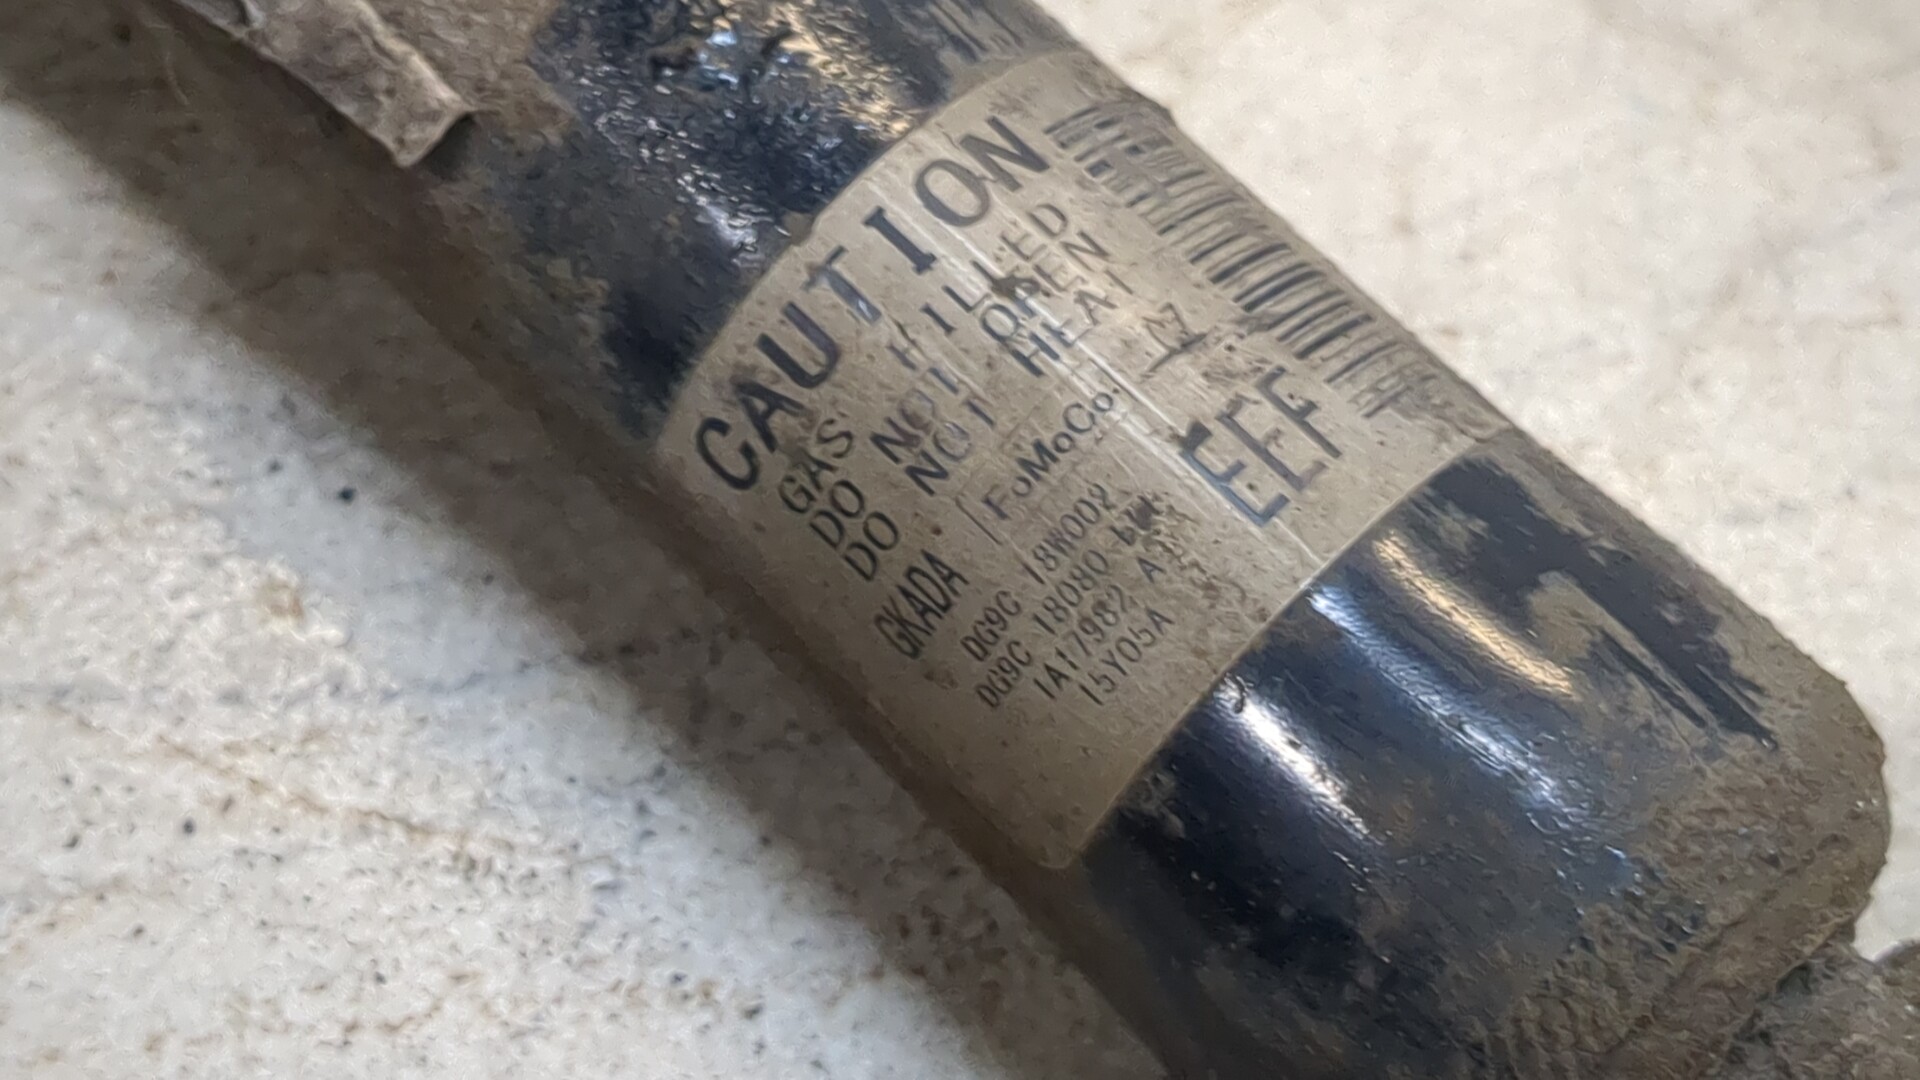 CAUTION
GAS FILLED
DO NOT OPEN
DO NOT HEAT
FoMoCo.
GKADA
EEF
DG9C 18W002
DG9C 18080
1A17982 A
15Y05A